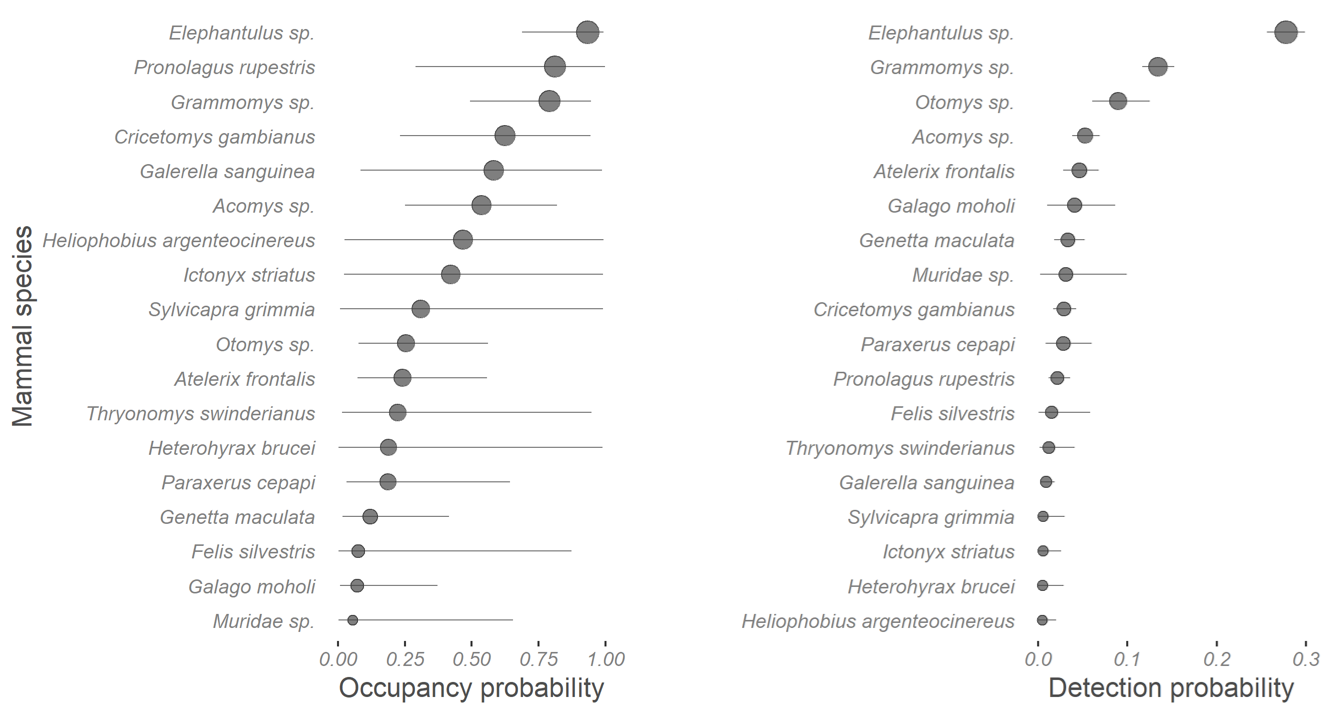 Mammal species
Elephantulus sp.
Pronolagus rupestris
Grammomys sp.
Cricetomys gambianus
Galerella sanguinea
Acomys sp.
Heliophobius argenteocinereus
Ictonyx striatus
Sylvicapra grimmia
Otomys sp.
Atelerix frontalis
Thryonomys swinderianus
Heterohyrax brucei
Paraxerus cepapi
Genetta maculata
Felis silvestris
Galago moholi
Muridae sp.
0.00 0.25 0.50 0.75 1.00
Occupancy probability
Elephantulus sp.
Grammomys sp.
Otomys sp.
Acomys sp.
Atelerix frontalis
Galago moholi
Genetta maculata
Muridae sp.
Cricetomys gambianus
Paraxerus cepapi
Pronolagus rupestris
Felis silvestris
Thryonomys swinderianus
Galerella sanguinea
Sylvicapra grimmia
Ictonyx striatus
Heterohyrax brucei
Heliophobius argenteocinereus
0.0 0.1 0.2 0.3
Detection probability